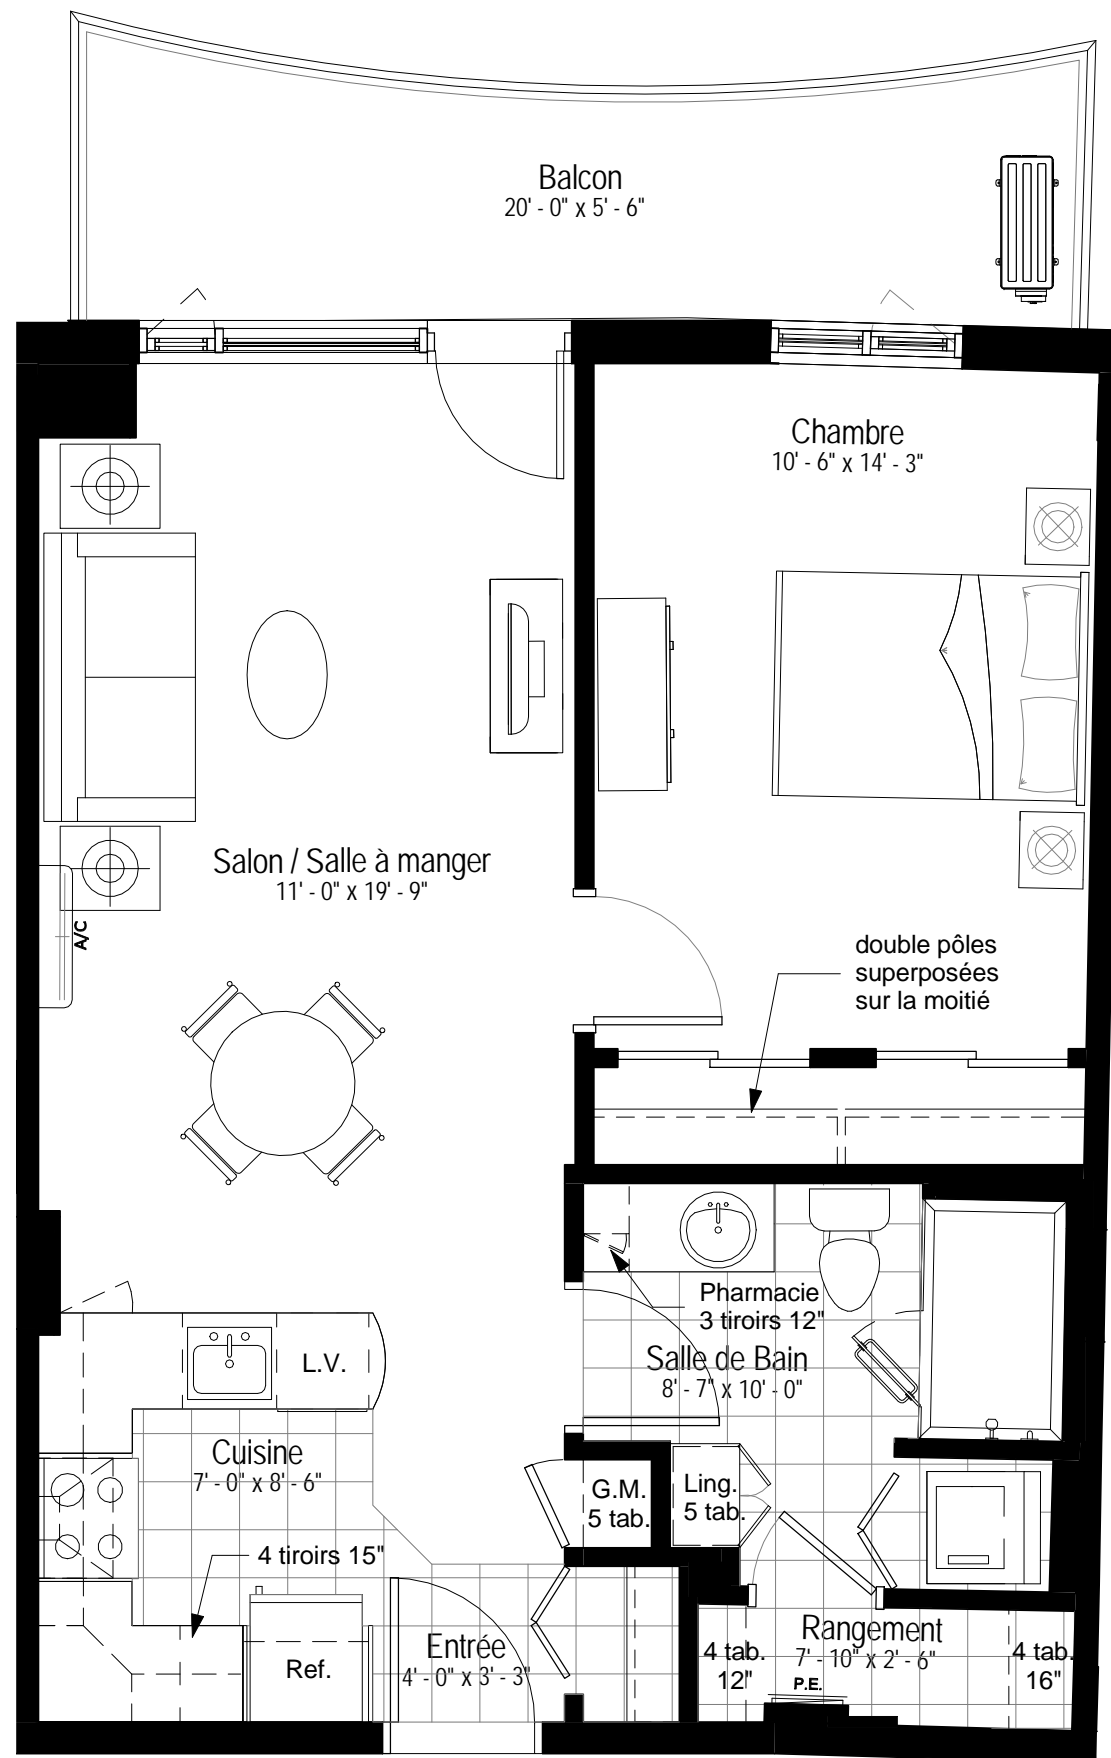 Balcon
20' - 0" x 5' - 6"
Chambre
10' - 6" x 14' - 3"
Salon / Salle à manger
11' - 0" x 19' - 9"
A/C
double pôles
superposées
sur la moitié
Pharmacie
3 tiroirs 12"
Salle de Bain
8' - 7" x 10' - 0"
L.V.
Cuisine
7' - 0" x 8' - 6"
G.M.
5 tab.
Ling.
5 tab.
4 tiroirs 15"
Ref.
Entrée
4' - 0" x 3' - 3"
Rangement
7' - 10" x 2' - 6"
4 tab.
12"
P.E.
4 tab.
16"